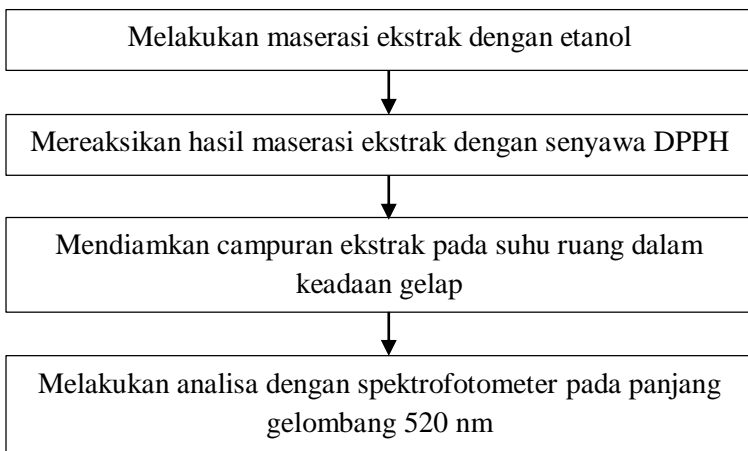 Melakukan maserasi ekstrak dengan etanol
Mereaksikan hasil maserasi ekstrak dengan senyawa DPPH
Mendiamkan campuran ekstrak pada suhu ruang dalam
keadaan gelap
Melakukan analisa dengan spektrofotometer pada panjang
gelombang 520 nm